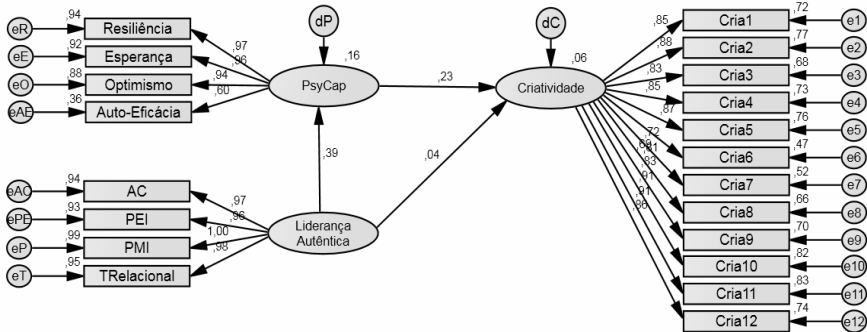 eR
,94
Resiliência
eE
,92
Esperança
eO
,88
Optimismo
eAE
,36
Auto-Eficácia
,97
,96
,94
,60
dP
,16
PsyCap
,23
dC
,06
Criatividade
,39
,04
eAC
,94
AC
ePE
,93
PEI
eP
,99
PMI
eT
,95
TRelacional
,97
,96
1,00
,98
Liderança
Autêntica
,85
,88
,83
,85
,87
,72
,81
,83
,91
,91
,86
Cria1
,72
e1
Cria2
,77
e2
Cria3
,68
e3
Cria4
,73
e4
Cria5
,76
e5
Cria6
,47
e6
Cria7
,52
e7
Cria8
,66
e8
Cria9
,70
e9
Cria10
,82
e10
Cria11
,83
e11
Cria12
,74
e12